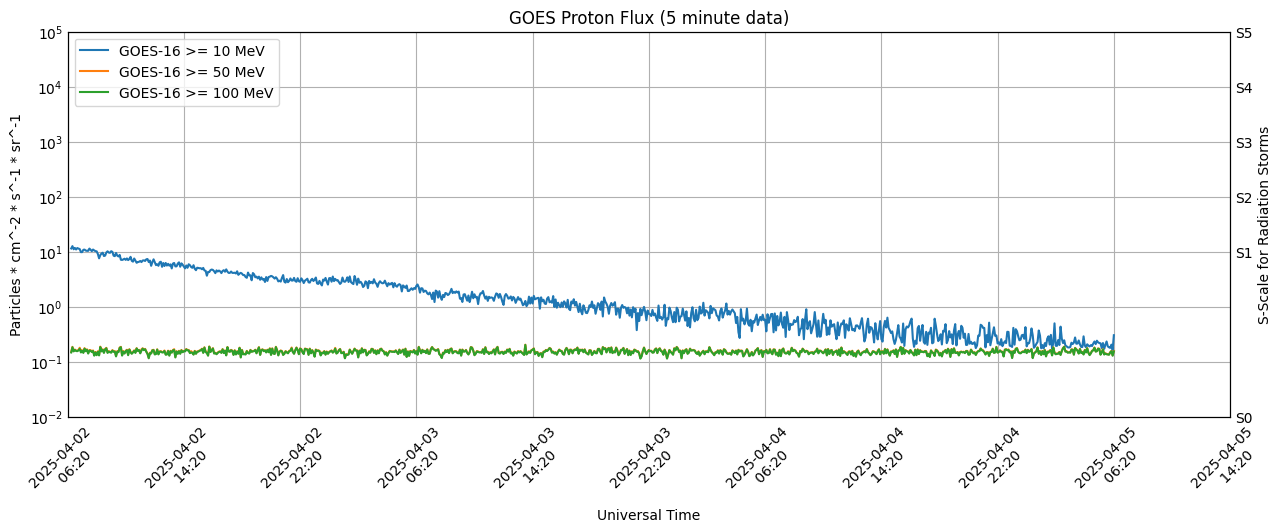 GOES Proton Flux (5 minute data)
GOES-16 >= 10 MeV
GOES-16 >= 50 MeV
GOES-16 >= 100 MeV
Particles * cm^-2 * s^-1 * sr^-1
10^5
10^4
10^3
10^2
10^1
10^0
10^-1
10^-2
S5
S4
S3
S2
S1
S0
S-Scale for Radiation Storms
2025-04-02
06:20
2025-04-02
14:20
2025-04-02
22:20
2025-04-03
06:20
2025-04-03
14:20
2025-04-03
22:20
2025-04-04
06:20
2025-04-04
14:20
2025-04-04
22:20
2025-04-05
06:20
2025-04-05
14:20
Universal Time